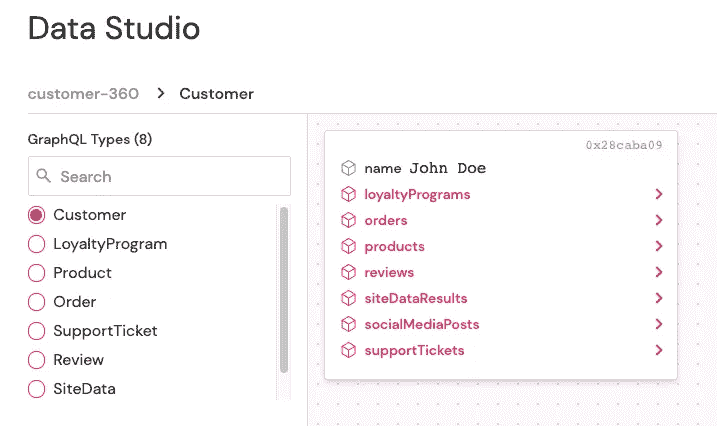 Data Studio
customer-360 > Customer
GraphQL Types (8)
Search
Customer
LoyaltyProgram
Product
Order
SupportTicket
Review
SiteData
0x28caba09
name John Doe
loyaltyPrograms
orders
products
reviews
siteDataResults
socialMediaPosts
supportTickets